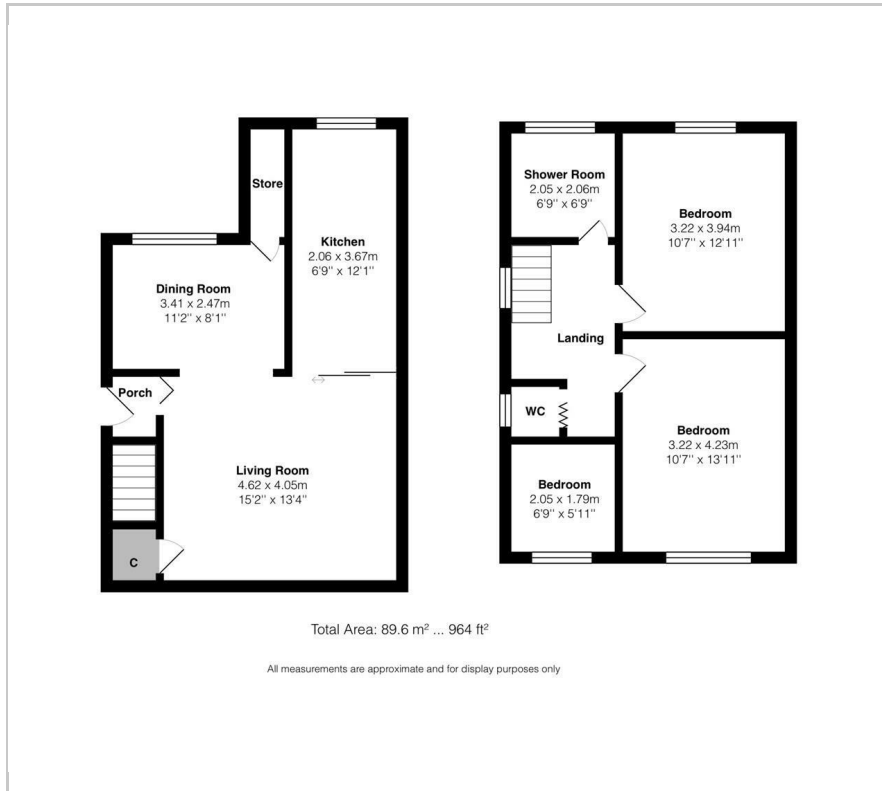 Store
Kitchen
2.06 x 3.67m
6'9'' x 12'1''
Dining Room
3.41 x 2.47m
11'2'' x 8'1''
Porch
Living Room
4.62 x 4.05m
15'2'' x 13'4''
C
Shower Room
2.05 x 2.06m
6'9'' x 6'9''
Bedroom
3.22 x 3.94m
10'7'' x 12'11''
Landing
WC
Bedroom
3.22 x 4.23m
10'7'' x 13'11''
Bedroom
2.05 x 1.79m
6'9'' x 5'11''
Total Area: 89.6 m² ... 964 ft²
All measurements are approximate and for display purposes only